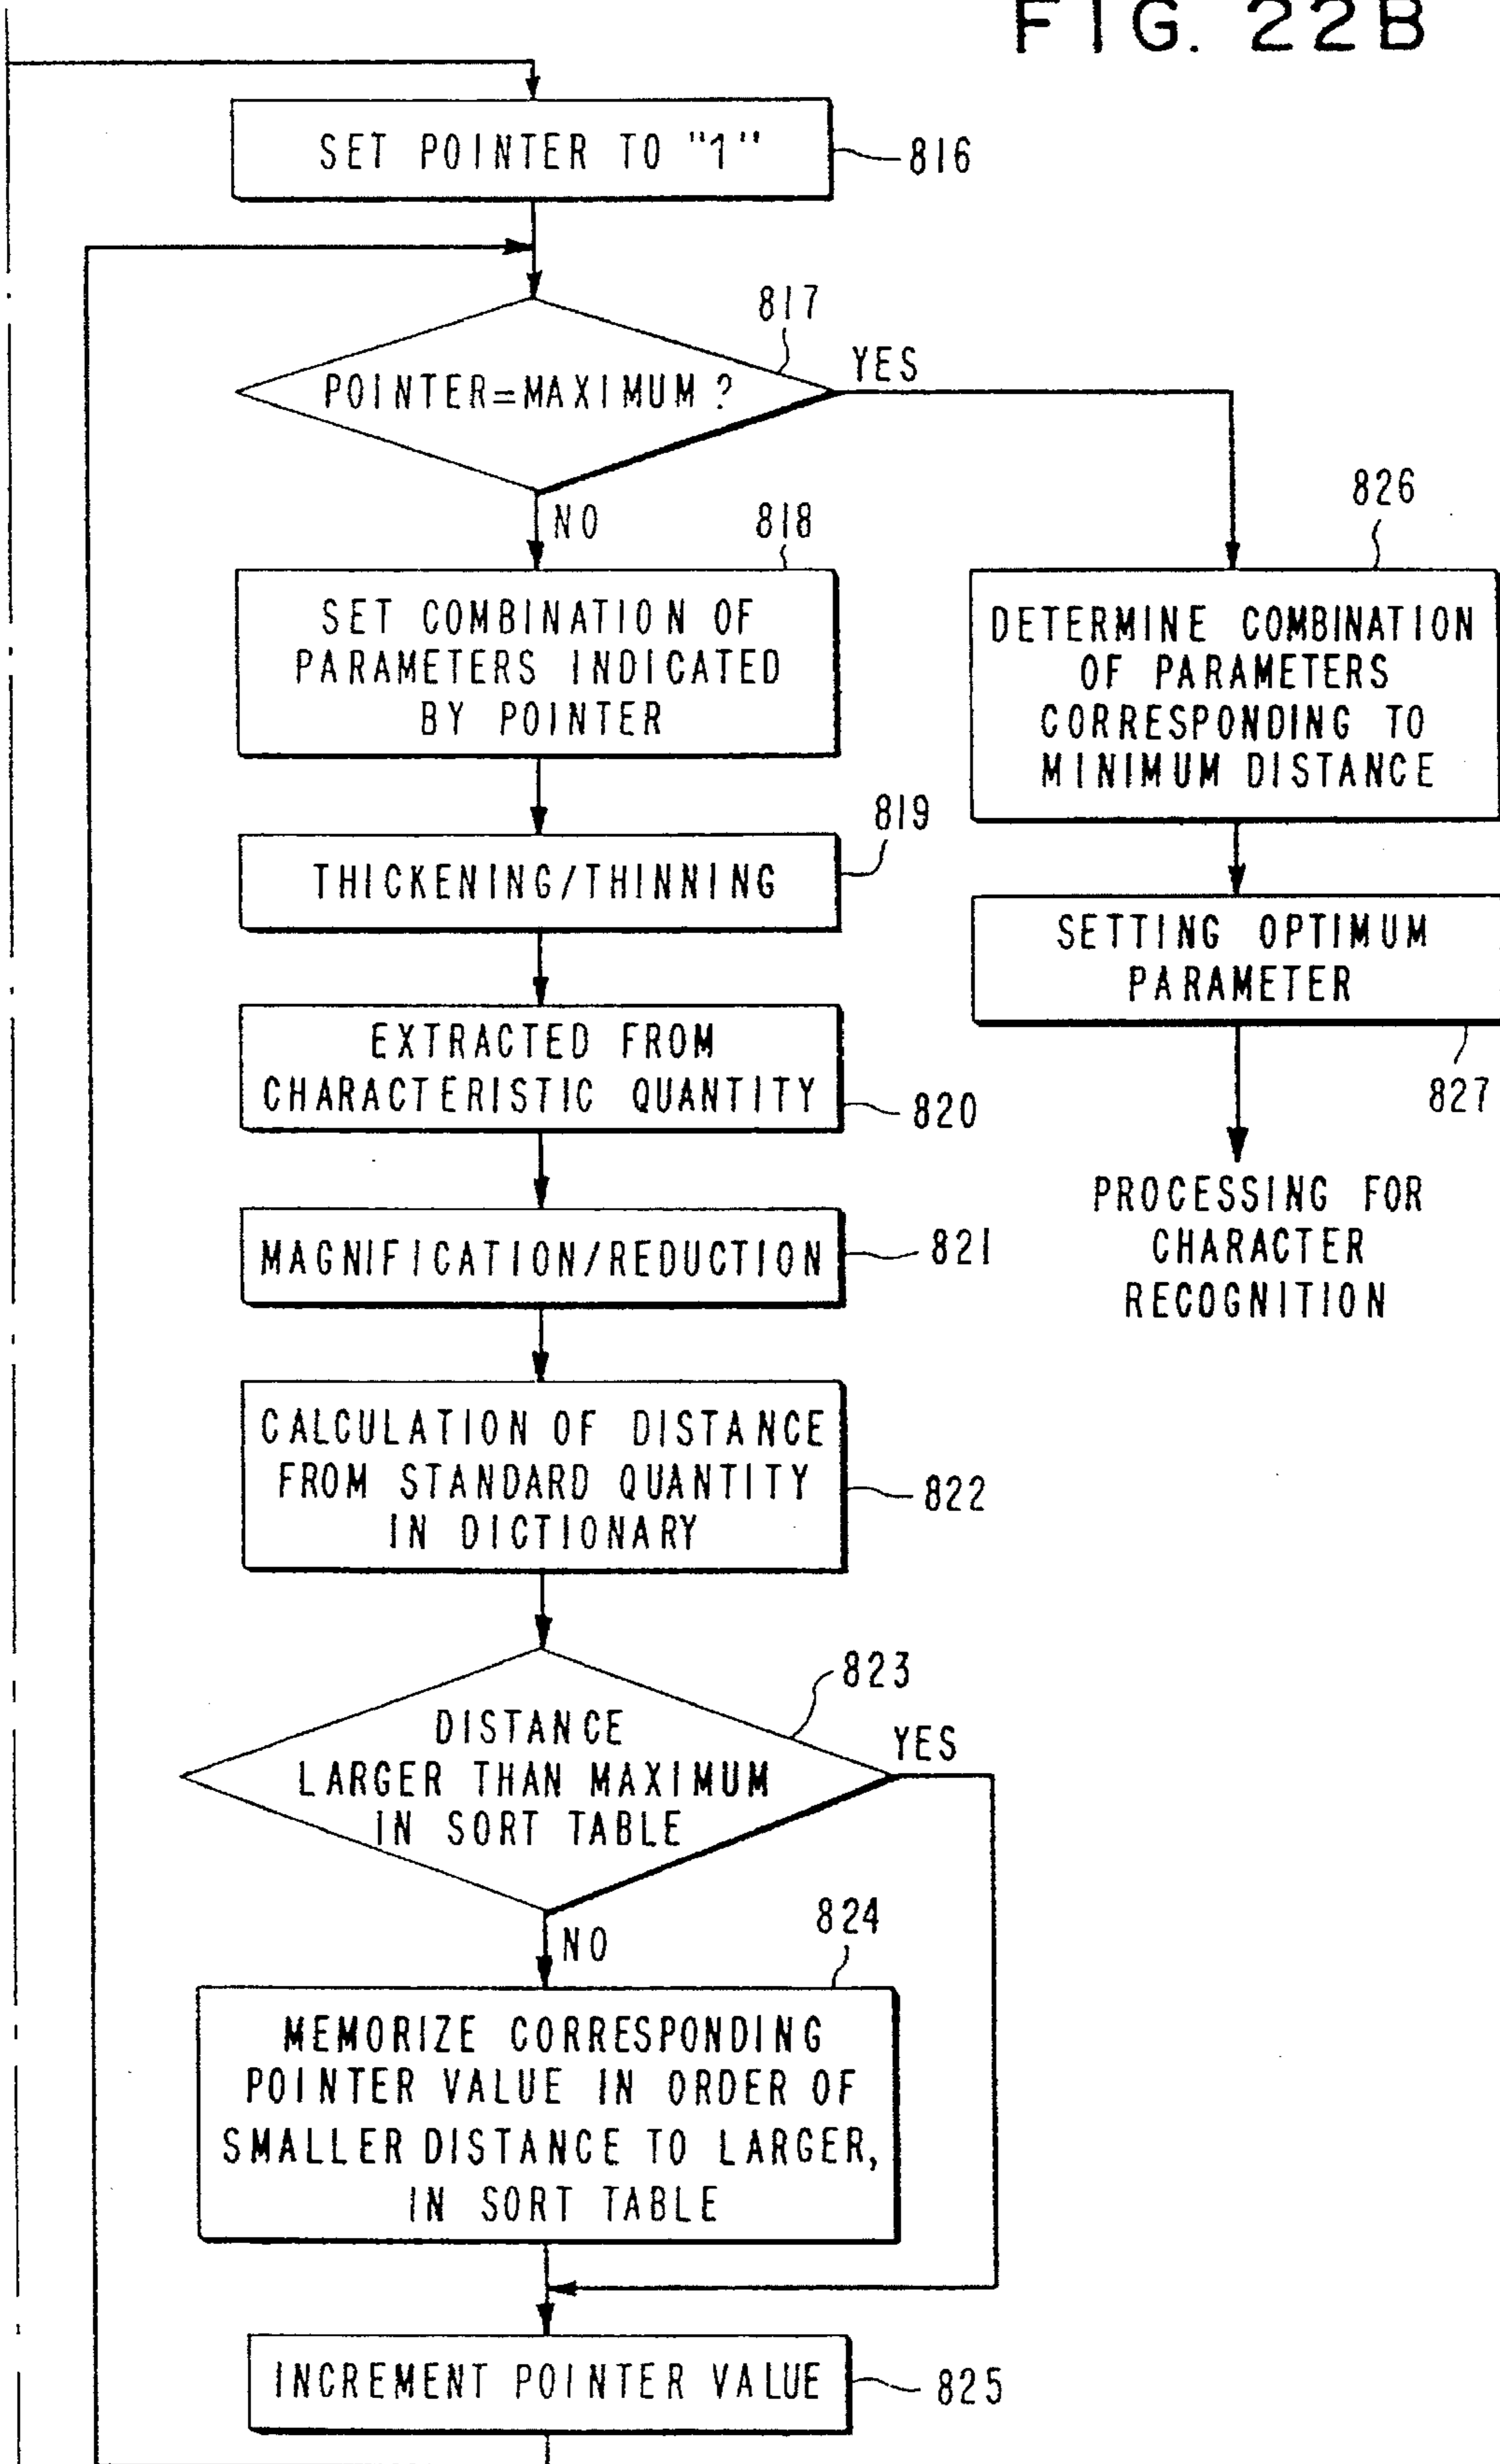 FIG. 22B
SET POINTER TO "1"
816
817
POINTER=MAXIMUM?
YES
NO
818
SET COMBINATION OF
PARAMETERS INDICATED
BY POINTER
819
THICKENING/THINNING
EXTRACTED FROM
CHARACTERISTIC QUANTITY
820
MAGNIFICATION/REDUCTION
821
CALCULATION OF DISTANCE
FROM STANDARD QUANTITY
IN DICTIONARY
822
823
DISTANCE
LARGER THAN MAXIMUM
IN SORT TABLE
YES
NO
824
MEMORIZE CORRESPONDING
POINTER VALUE IN ORDER OF
SMALLER DISTANCE TO LARGER,
IN SORT TABLE
INCREMENT POINTER VALUE
825
826
DETERMINE COMBINATION
OF PARAMETERS
CORRESPONDING TO
MINIMUM DISTANCE
SETTING OPTIMUM
PARAMETER
827
PROCESSING FOR
CHARACTER
RECOGNITION